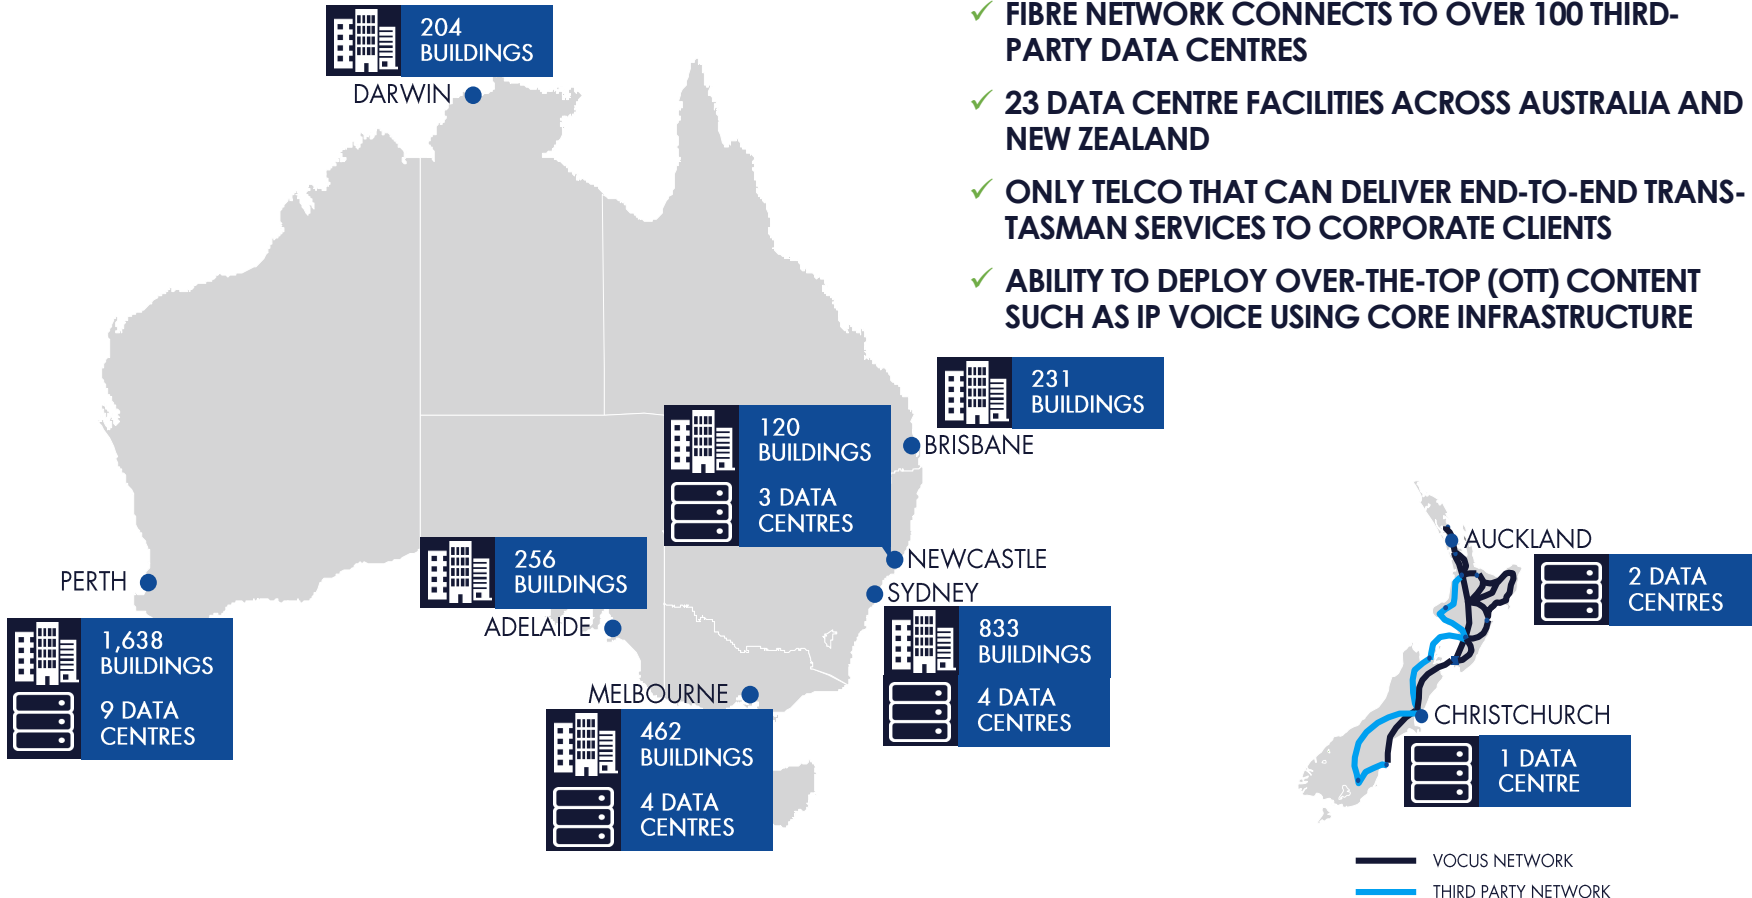 204
BUILDINGS
DARWIN
✓ FIBRE NETWORK CONNECTS TO OVER 100 THIRD-
PARTY DATA CENTRES
✓ 23 DATA CENTRE FACILITIES ACROSS AUSTRALIA AND
NEW ZEALAND
✓ ONLY TELCO THAT CAN DELIVER END-TO-END TRANS-
TASMAN SERVICES TO CORPORATE CLIENTS
✓ ABILITY TO DEPLOY OVER-THE-TOP (OTT) CONTENT
SUCH AS IP VOICE USING CORE INFRASTRUCTURE
231
BUILDINGS
BRISBANE
120
BUILDINGS
3 DATA
CENTRES
NEWCASTLE
256
BUILDINGS
ADELAIDE
PERTH
1,638
BUILDINGS
9 DATA
CENTRES
SYDNEY
833
BUILDINGS
4 DATA
CENTRES
MELBOURNE
462
BUILDINGS
4 DATA
CENTRES
AUCKLAND
2 DATA
CENTRES
CHRISTCHURCH
1 DATA
CENTRE
VOCUS NETWORK
THIRD PARTY NETWORK